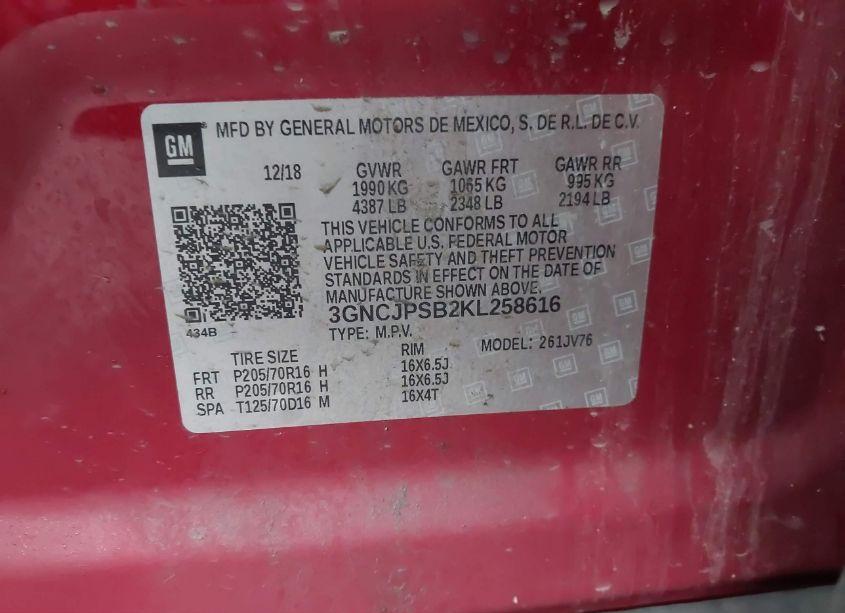 GM
MFD BY GENERAL MOTORS DE MEXICO, S. DE R.L. DE C.V.
12/18 GVWR GAWR FRT GAWR RR
1990 KG 1065 KG 995 KG
4387 LB 2348 LB 2194 LB
THIS VEHICLE CONFORMS TO ALL
APPLICABLE U.S. FEDERAL MOTOR
VEHICLE SAFETY AND THEFT PREVENTION
STANDARDS IN EFFECT ON THE DATE OF
MANUFACTURE SHOWN ABOVE.
3GNCJPSB2KL258616
434B
TYPE: M.P.V. MODEL: 261JV76
TIRE SIZE RIM
FRT P205/70R16 H 16X6.5J
RR P205/70R16 H 16X6.5J
SPA T125/70D16 M 16X4T